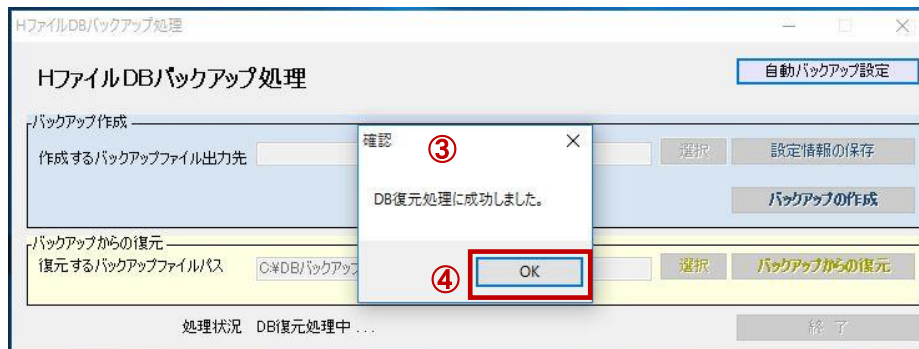 HファイルDBバックアップ処理
HファイルDBバックアップ処理
自動バックアップ設定
バックアップ作成
作成するバックアップファイル出力先
選択
設定情報の保存
バックアップの作成
確認
③
DB復元処理に成功しました。
④
OK
バックアップからの復元
復元するバックアップファイルパス
C:¥DBバックアップ
選択
バックアップからの復元
処理状況 DB復元処理中 . . .
終 了